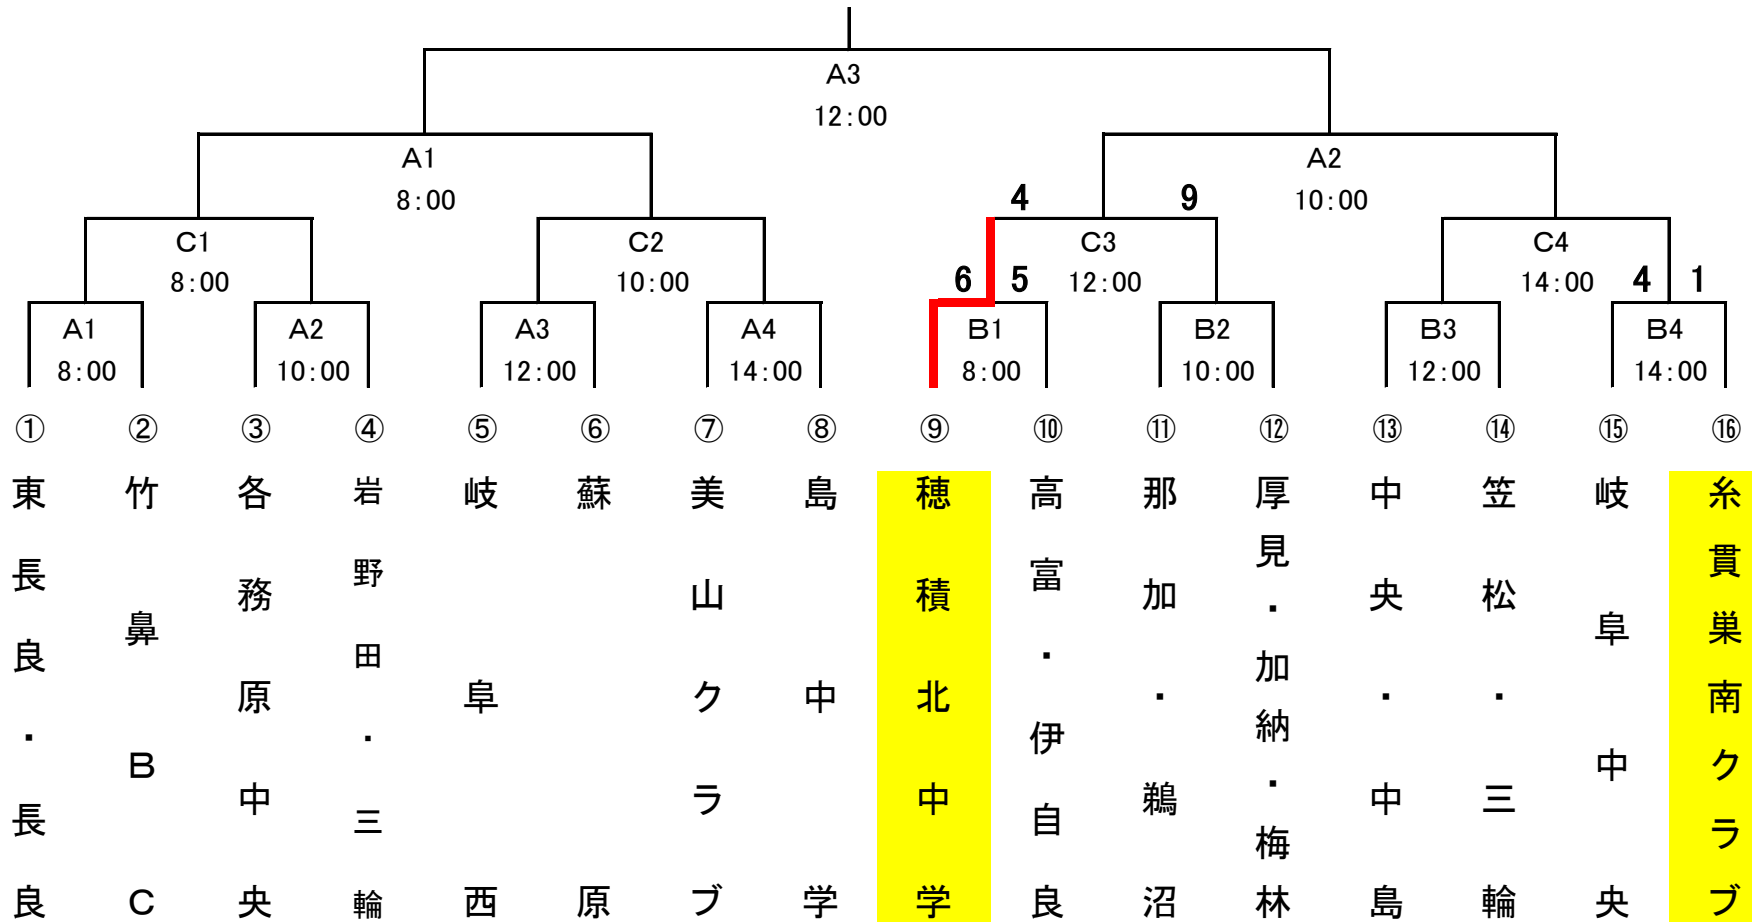 A3
12:00
A1
8:00
A2
10:00
4
9
C1
8:00
C2
10:00
C3
12:00
C4
14:00
6
5
4
1
A1
8:00
A2
10:00
A3
12:00
A4
14:00
B1
8:00
B2
10:00
B3
12:00
B4
14:00
①
②
③
④
⑤
⑥
⑦
⑧
⑨
⑩
⑪
⑫
⑬
⑭
⑮
⑯
東長良・長良
竹鼻BC
各務原中央
岩野田・三輪
岐阜西
蘇原
美山クラブ
島中学
穂積北中学
高富・伊自良
那加・鵜沼
厚見・加納・梅林
中央・中島
笠松・三輪
岐阜中央
糸貫巣南クラブ